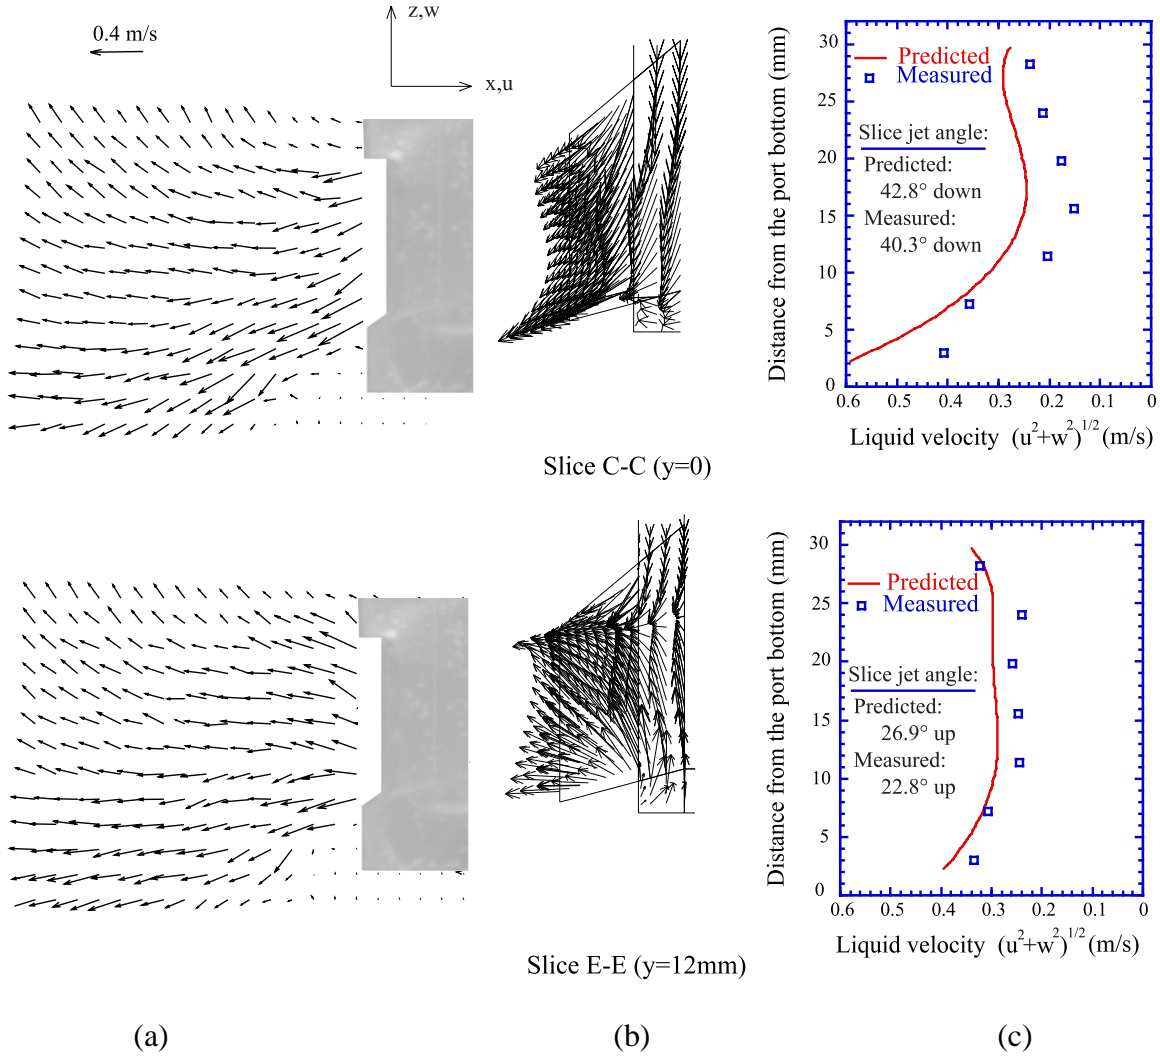 0.4 m/s
z,w
x,u
30
25
20
15
10
5
0
Distance from the port bottom (mm)
Predicted
Measured
Slice jet angle:
Predicted:
42.8° down
Measured:
40.3° down
0.6 0.5 0.4 0.3 0.2 0.1 0
Liquid velocity (u²+w²)^1/2 (m/s)
Slice C-C (y=0)
30
25
20
15
10
5
0
Distance from the port bottom (mm)
Predicted
Measured
Slice jet angle:
Predicted:
26.9° up
Measured:
22.8° up
0.6 0.5 0.4 0.3 0.2 0.1 0
Liquid velocity (u²+w²)^1/2 (m/s)
Slice E-E (y=12mm)
(a) (b) (c)